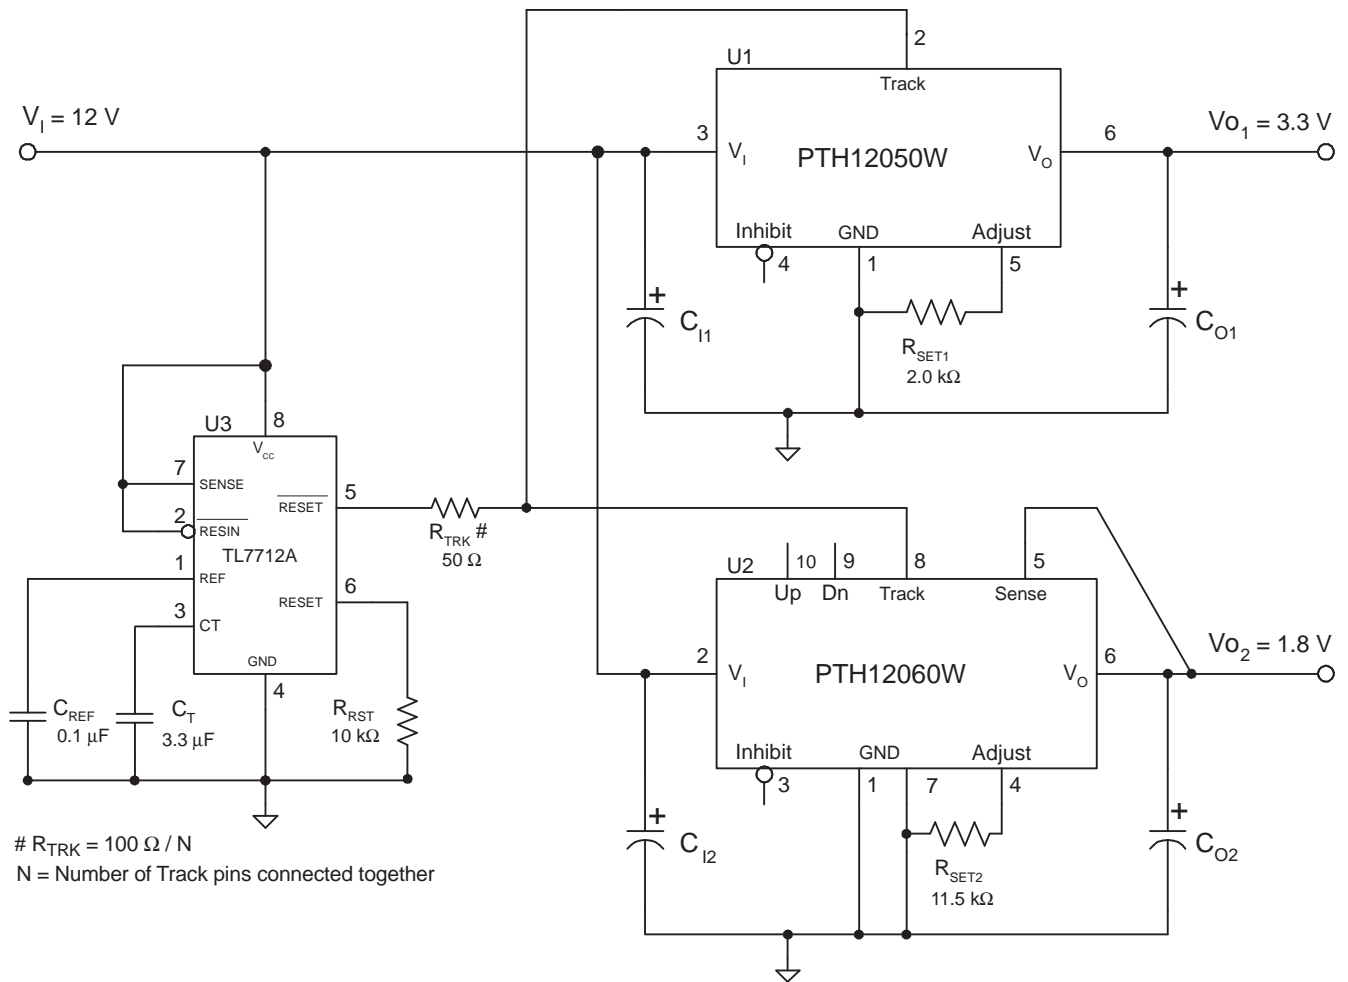 V_I = 12 V
U1
2
Track
3
V_I
PTH12050W
V_O
6
Vo_1 = 3.3 V
Inhibit
GND
Adjust
4
1
5
+
C_I1
R_SET1
2.0 kΩ
+
C_O1
U3
8
V_cc
7
SENSE
2
RESIN
TL7712A
1
REF
3
CT
RESET
5
RESET
6
GND
4
R_TRK #
50 Ω
C_REF
0.1 µF
C_T
3.3 µF
R_RST
10 kΩ
U2
10
9
8
5
Up
Dn
Track
Sense
2
V_I
PTH12060W
V_O
6
Vo_2 = 1.8 V
Inhibit
GND
Adjust
3
1
7
4
+
C_I2
R_SET2
11.5 kΩ
+
C_O2
# R_TRK = 100 Ω / N
N = Number of Track pins connected together